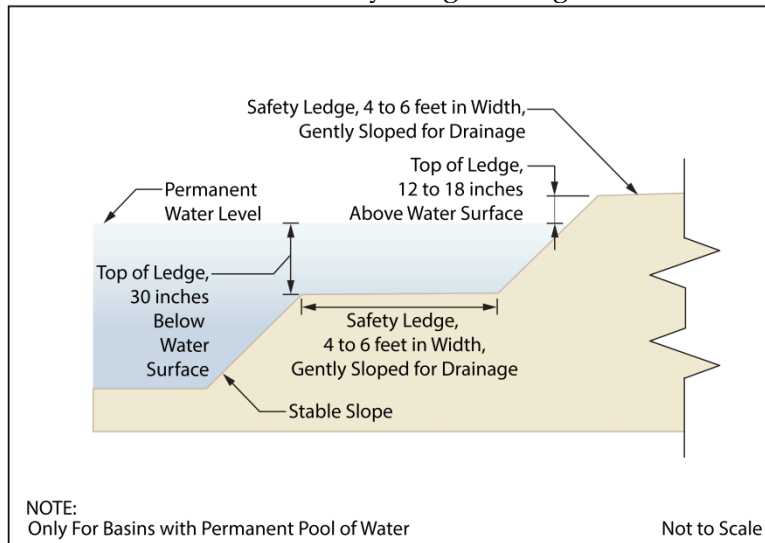 Safety Ledge, 4 to 6 feet in Width,
Gently Sloped for Drainage
Top of Ledge,
12 to 18 inches
Above Water Surface
Permanent
Water Level
Top of Ledge,
30 inches
Below
Water
Surface
Safety Ledge,
4 to 6 feet in Width,
Gently Sloped for Drainage
Stable Slope
NOTE:
Only For Basins with Permanent Pool of Water
Not to Scale